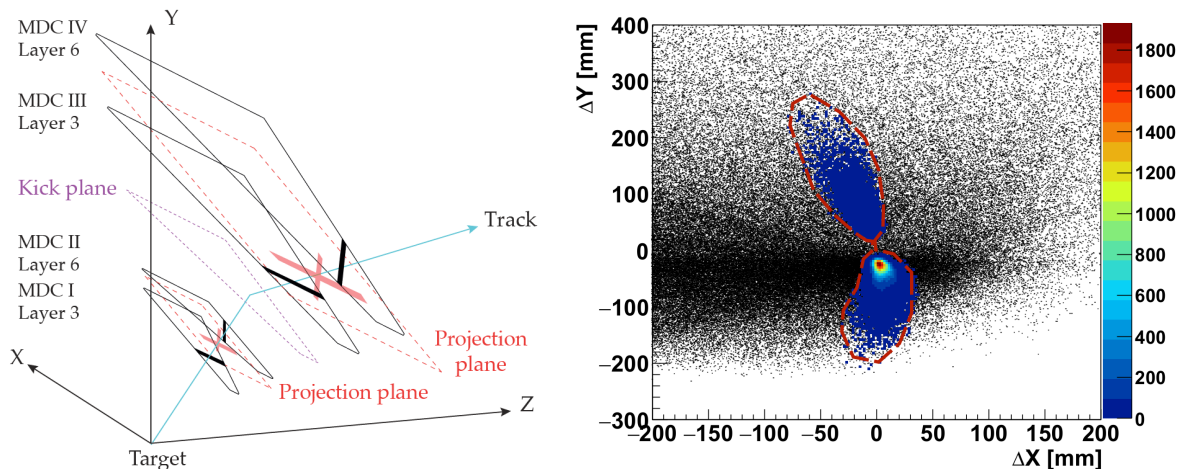 MDC IV
Layer 6
Y
MDC III
Layer 3
Kick plane
Track
MDC II
Layer 6
MDC I
Layer 3
X
Projection
plane
Projection plane
Z
Target
ΔY [mm]
400
300
200
100
0
−100
−200
−300
−200
−150
−100
−50
0
50
100
150
200
ΔX [mm]
1800
1600
1400
1200
1000
800
600
400
200
0